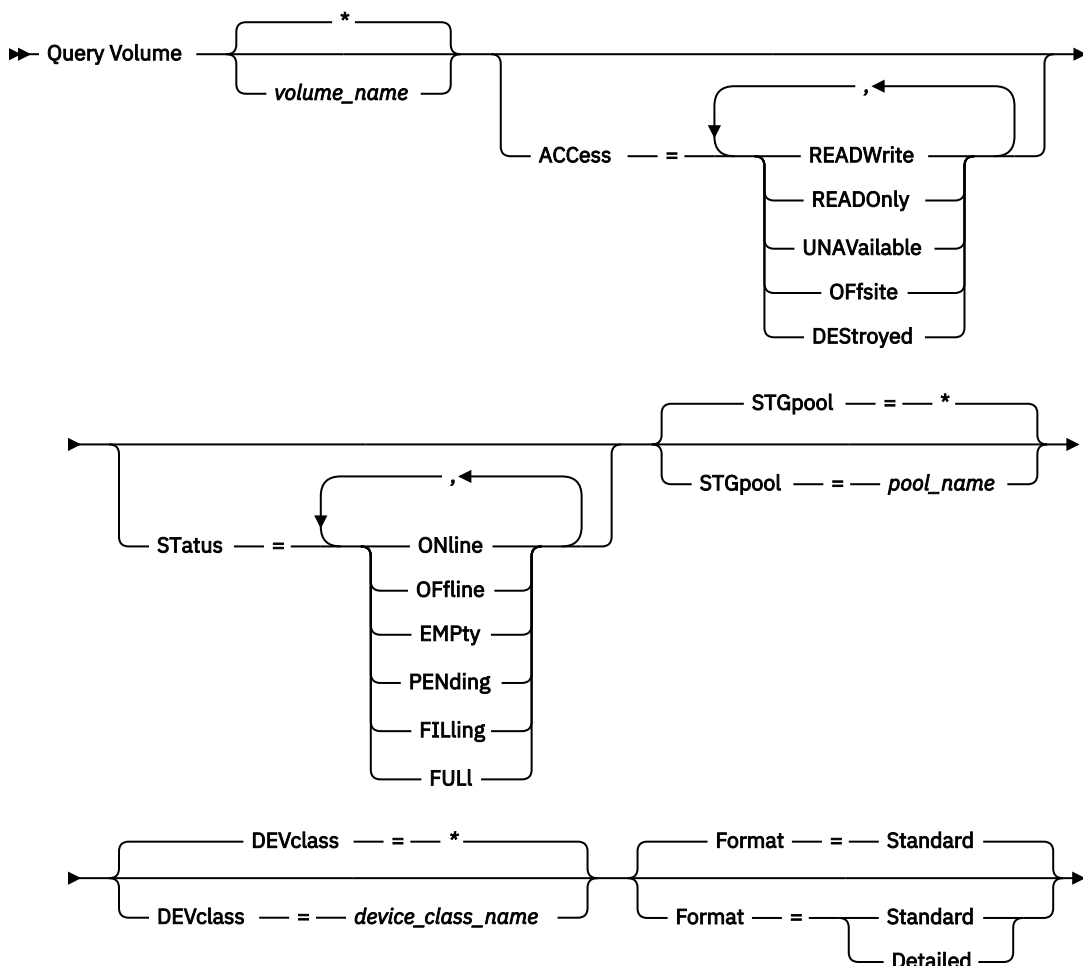 *
Query Volume
volume_name
,
ACCess = READWrite
READOnly
UNAVailable
OFfsite
DEStroyed
STGpool = *
STGpool = pool_name
,
STatus = ONline
OFfline
EMPty
PENding
FILling
FULl
DEVclass = *
DEVclass = device_class_name
Format = Standard
Format = Standard
Detailed